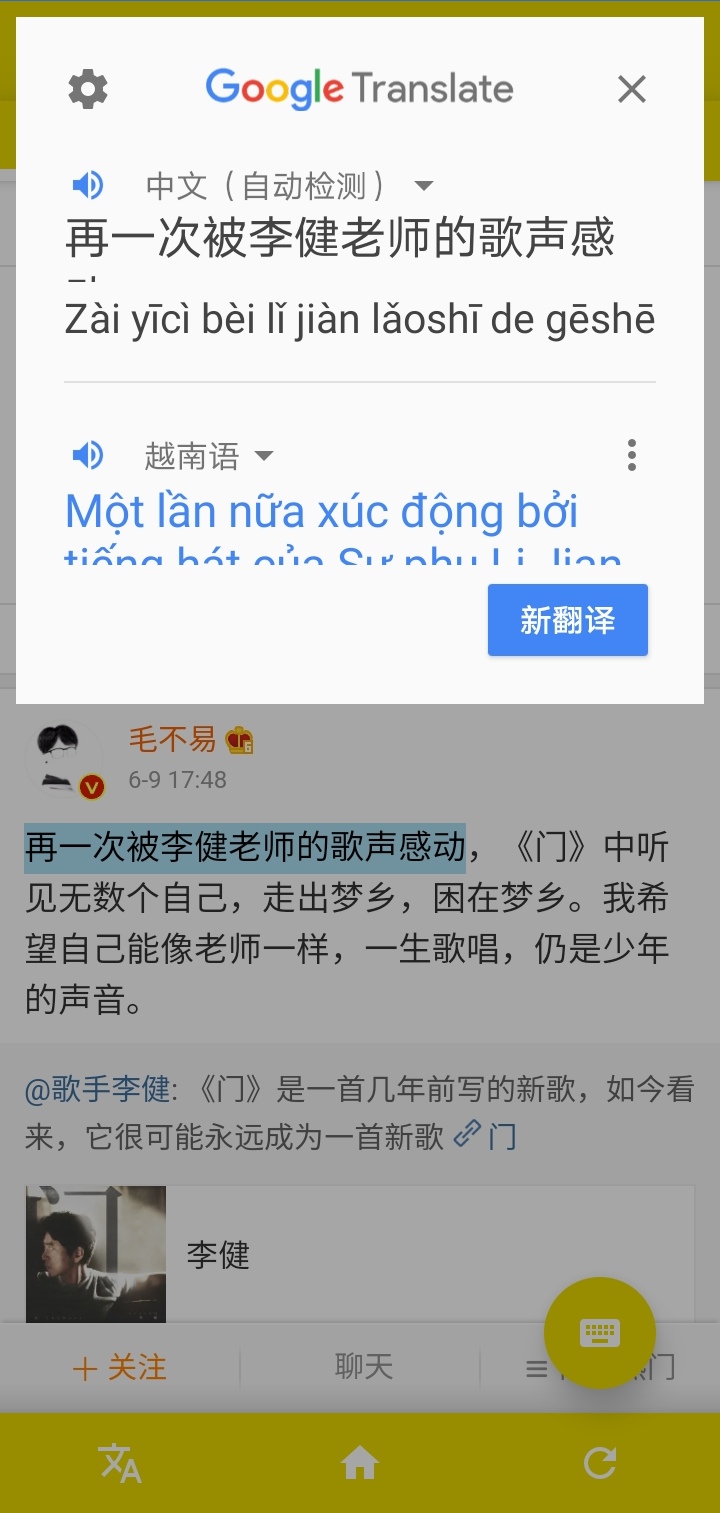 Google Translate
中文（自动检测）
再一次被李健老师的歌声感
Zài yīcì bèi lǐ jiàn lǎoshī de gēshē
越南语
Một lần nữa xúc động bởi
tiếng hát của Sư phụ Li Jian
新翻译
毛不易
6-9 17:48
再一次被李健老师的歌声感动，《门》中听
见无数个自己，走出梦乡，困在梦乡。我希
望自己能像老师一样，一生歌唱，仍是少年
的声音。
@歌手李健:《门》是一首几年前写的新歌，如今看
来，它很可能永远成为一首新歌 门
李健
关注
聊天
门